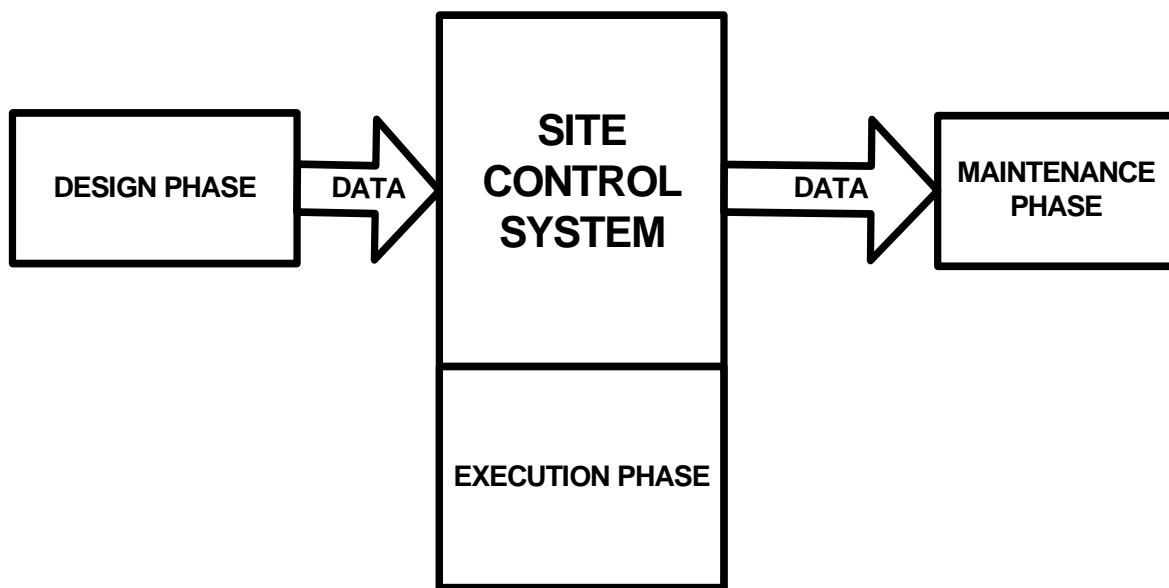 DESIGN PHASE
DATA
SITE
CONTROL
SYSTEM
DATA
MAINTENANCE
PHASE
EXECUTION PHASE